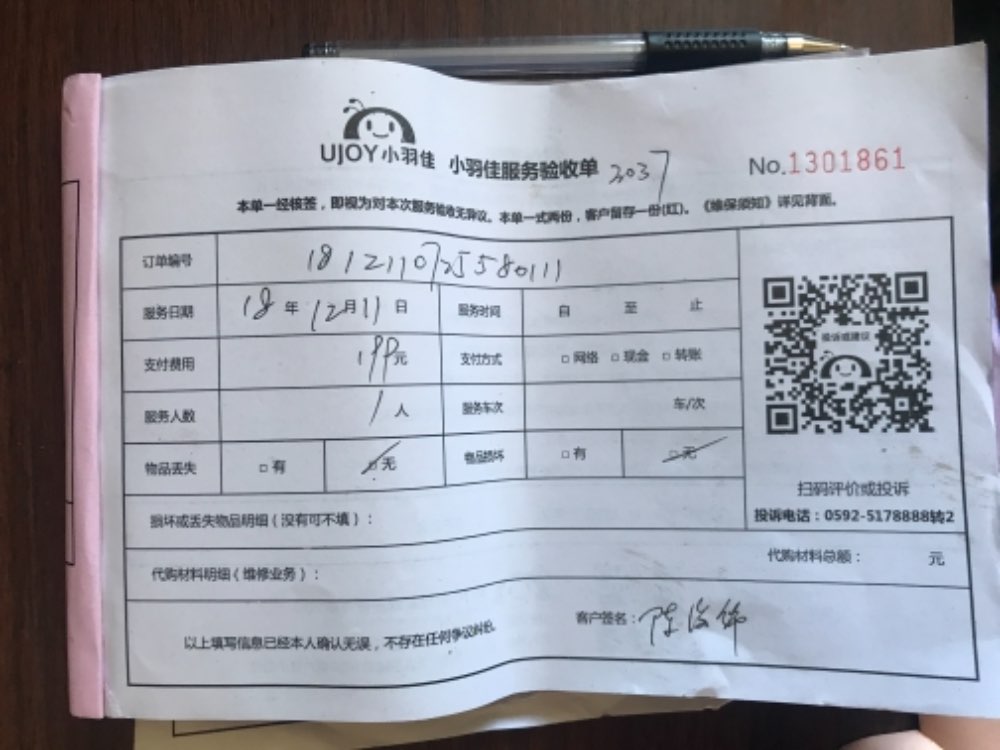 UJOY小羽佳 小羽佳服务验收单 2037 No.1301861
本单一经核签，即视为对本次服务验收无异议。本单一式两份，客户留存一份(红)。《维保须知》详见背面。
订单编号 18121107255580111
服务日期 18年12月11日 服务时间 自 至 止
支付费用 199元 支付方式 □网络 □现金 □转账
服务人数 1人 服务车次 车/次
物品丢失 □有 □无 物品损坏 □有 □无
投诉或建议
扫码评价或投诉
投诉电话：0592-5178888转2
损坏或丢失物品明细（没有可不填）：
代购材料明细（维修业务）： 代购材料总额： 元
以上填写信息已经本人确认无误，不存在任何争议纠纷。 客户签名：陈